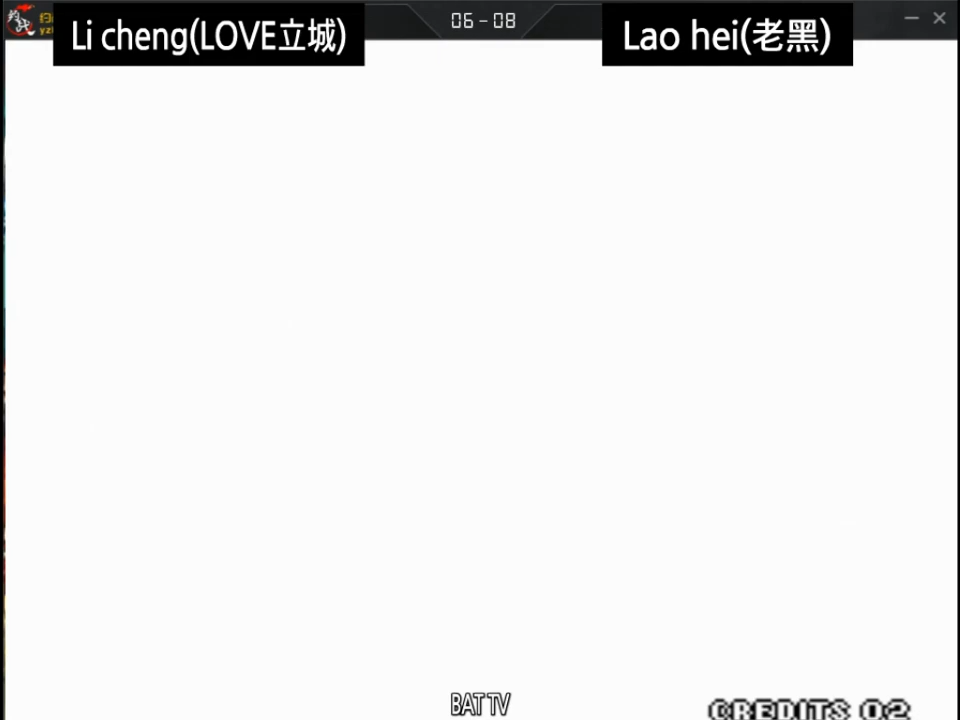 06-08
Li cheng(LOVE立城)
Lao hei(老黑)
BAT TV
CREDITS 02